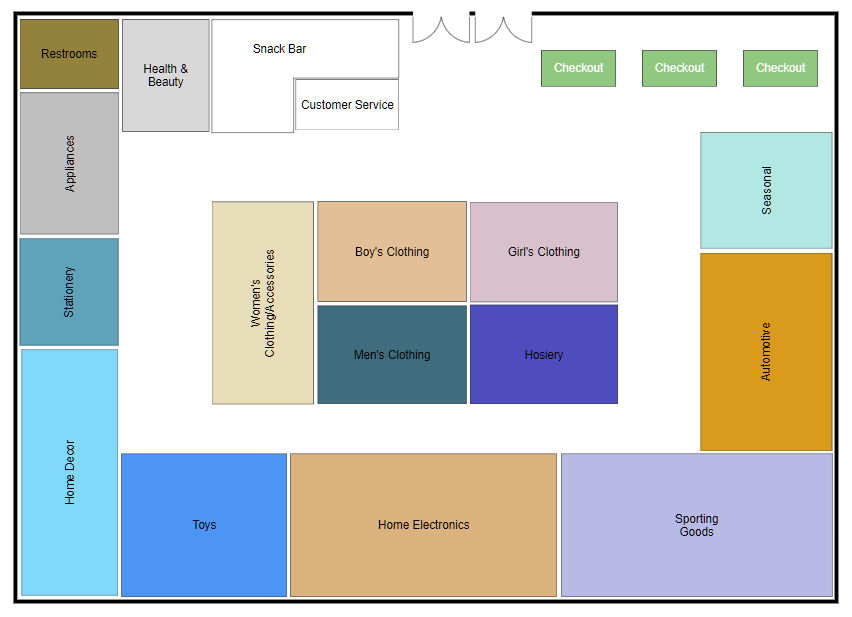 Restrooms
Health &
Beauty
Snack Bar
Customer Service
Checkout
Checkout
Checkout
Appliances
Seasonal
Stationery
Women's
Clothing/Accessories
Boy's Clothing
Girl's Clothing
Men's Clothing
Hosiery
Automotive
Home Decor
Toys
Home Electronics
Sporting
Goods